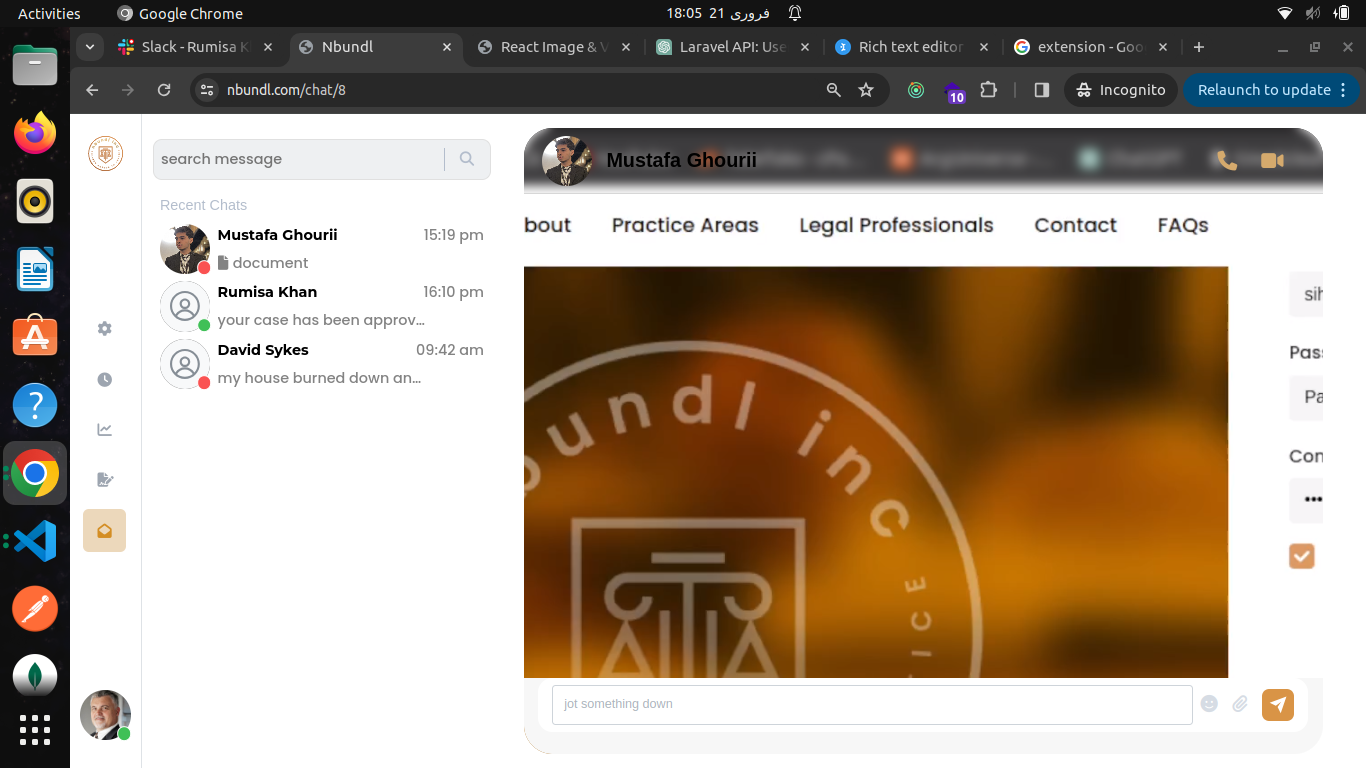 Activities
Google Chrome
18:05 21 فروری
Slack - Rumisa K
Nbundl
React Image & V
Laravel API: Use
Rich text editor
extension - Goo
nbundl.com/chat/8
10
Incognito
Relaunch to update
search message
Recent Chats
Mustafa Ghourii
15:19 pm
document
Rumisa Khan
16:10 pm
your case has been approv...
David Sykes
09:42 am
my house burned down an...
Mustafa Ghourii
bout
Practice Areas
Legal Professionals
Contact
FAQs
bundl inc
ICE
sih
Pass
Pa
Con
jot something down